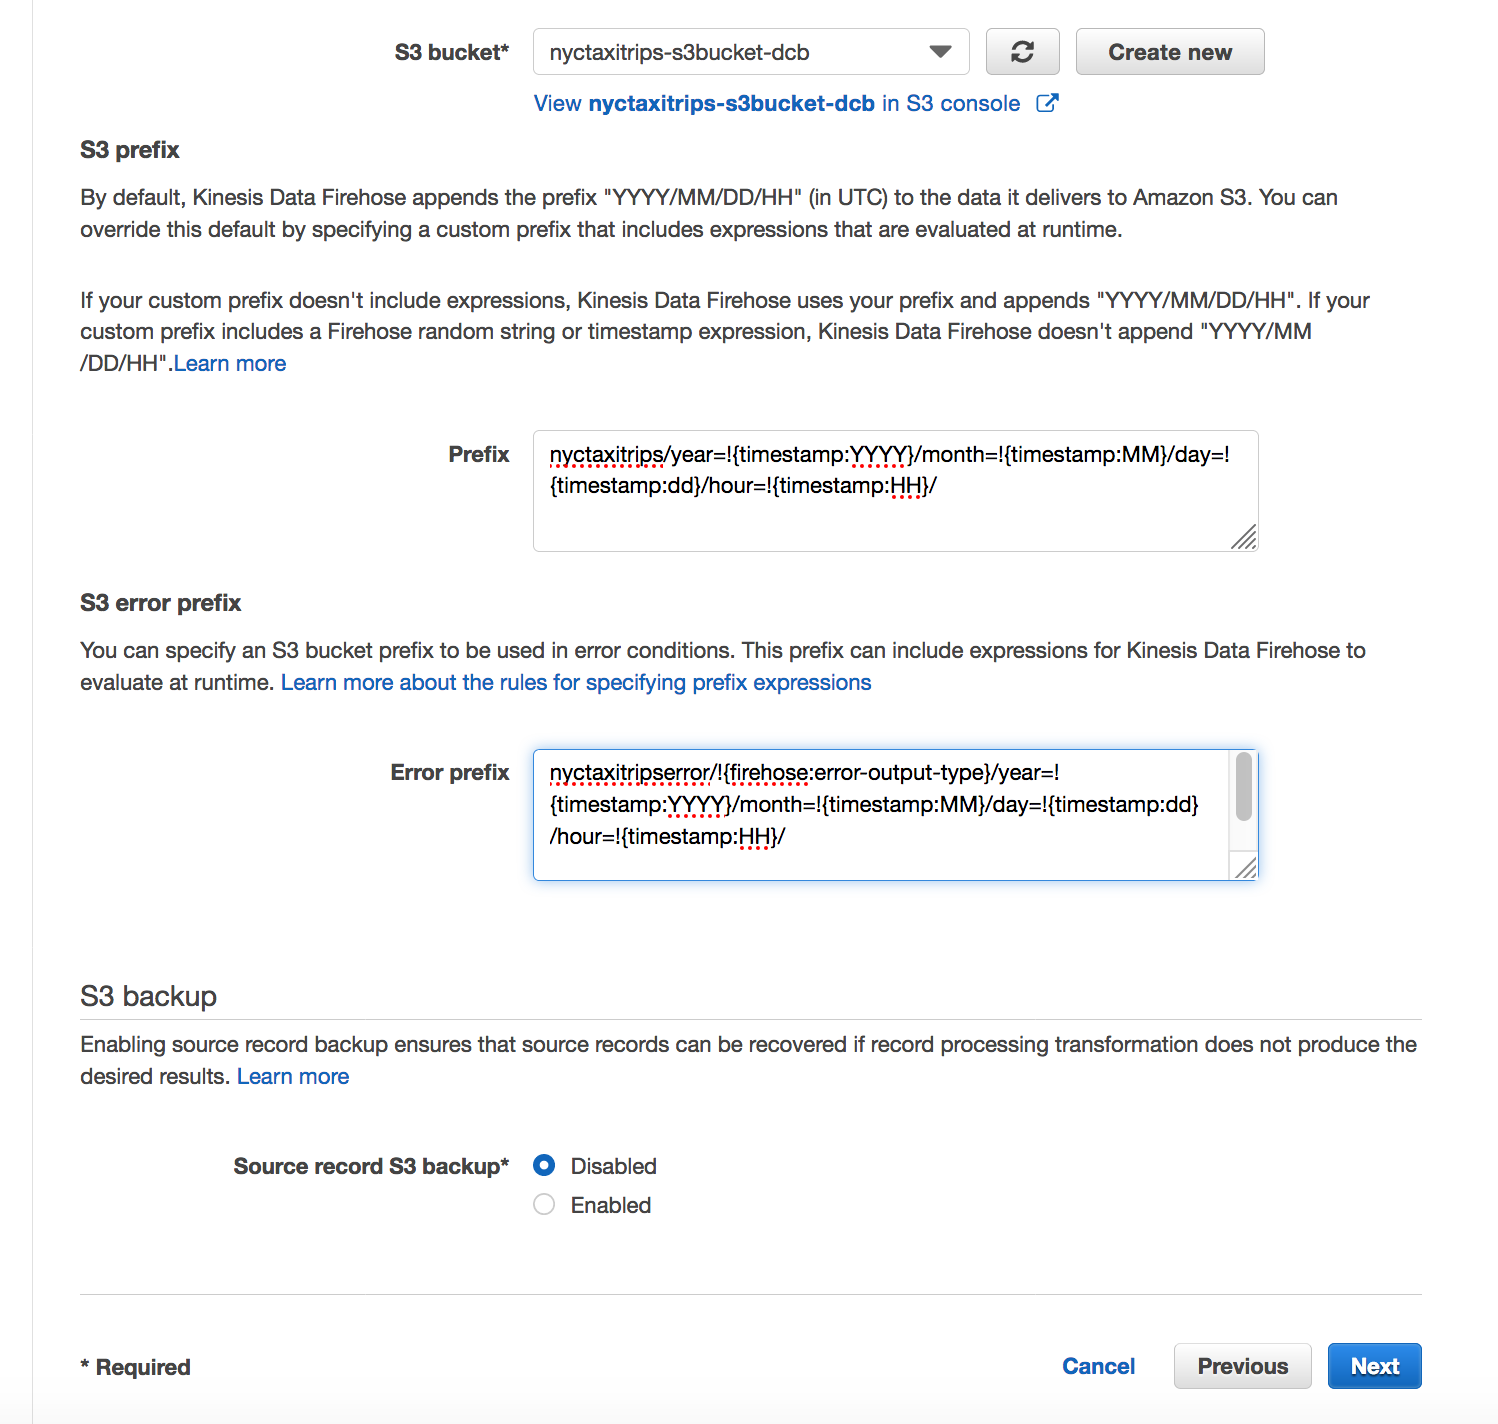 S3 bucket* nyctaxitrips-s3bucket-dcb Create new
View nyctaxitrips-s3bucket-dcb in S3 console
S3 prefix
By default, Kinesis Data Firehose appends the prefix "YYYY/MM/DD/HH" (in UTC) to the data it delivers to Amazon S3. You can
override this default by specifying a custom prefix that includes expressions that are evaluated at runtime.
If your custom prefix doesn't include expressions, Kinesis Data Firehose uses your prefix and appends "YYYY/MM/DD/HH". If your
custom prefix includes a Firehose random string or timestamp expression, Kinesis Data Firehose doesn't append "YYYY/MM
/DD/HH".Learn more
Prefix nyctaxitrips/year=!{timestamp:YYYY}/month=!{timestamp:MM}/day=!
{timestamp:dd}/hour=!{timestamp:HH}/
S3 error prefix
You can specify an S3 bucket prefix to be used in error conditions. This prefix can include expressions for Kinesis Data Firehose to
evaluate at runtime. Learn more about the rules for specifying prefix expressions
Error prefix nyctaxitripserror/!{firehose:error-output-type}/year=!
{timestamp:YYYY}/month=!{timestamp:MM}/day=!{timestamp:dd}
/hour=!{timestamp:HH}/
S3 backup
Enabling source record backup ensures that source records can be recovered if record processing transformation does not produce the
desired results. Learn more
Source record S3 backup* Disabled
Enabled
* Required Cancel Previous Next